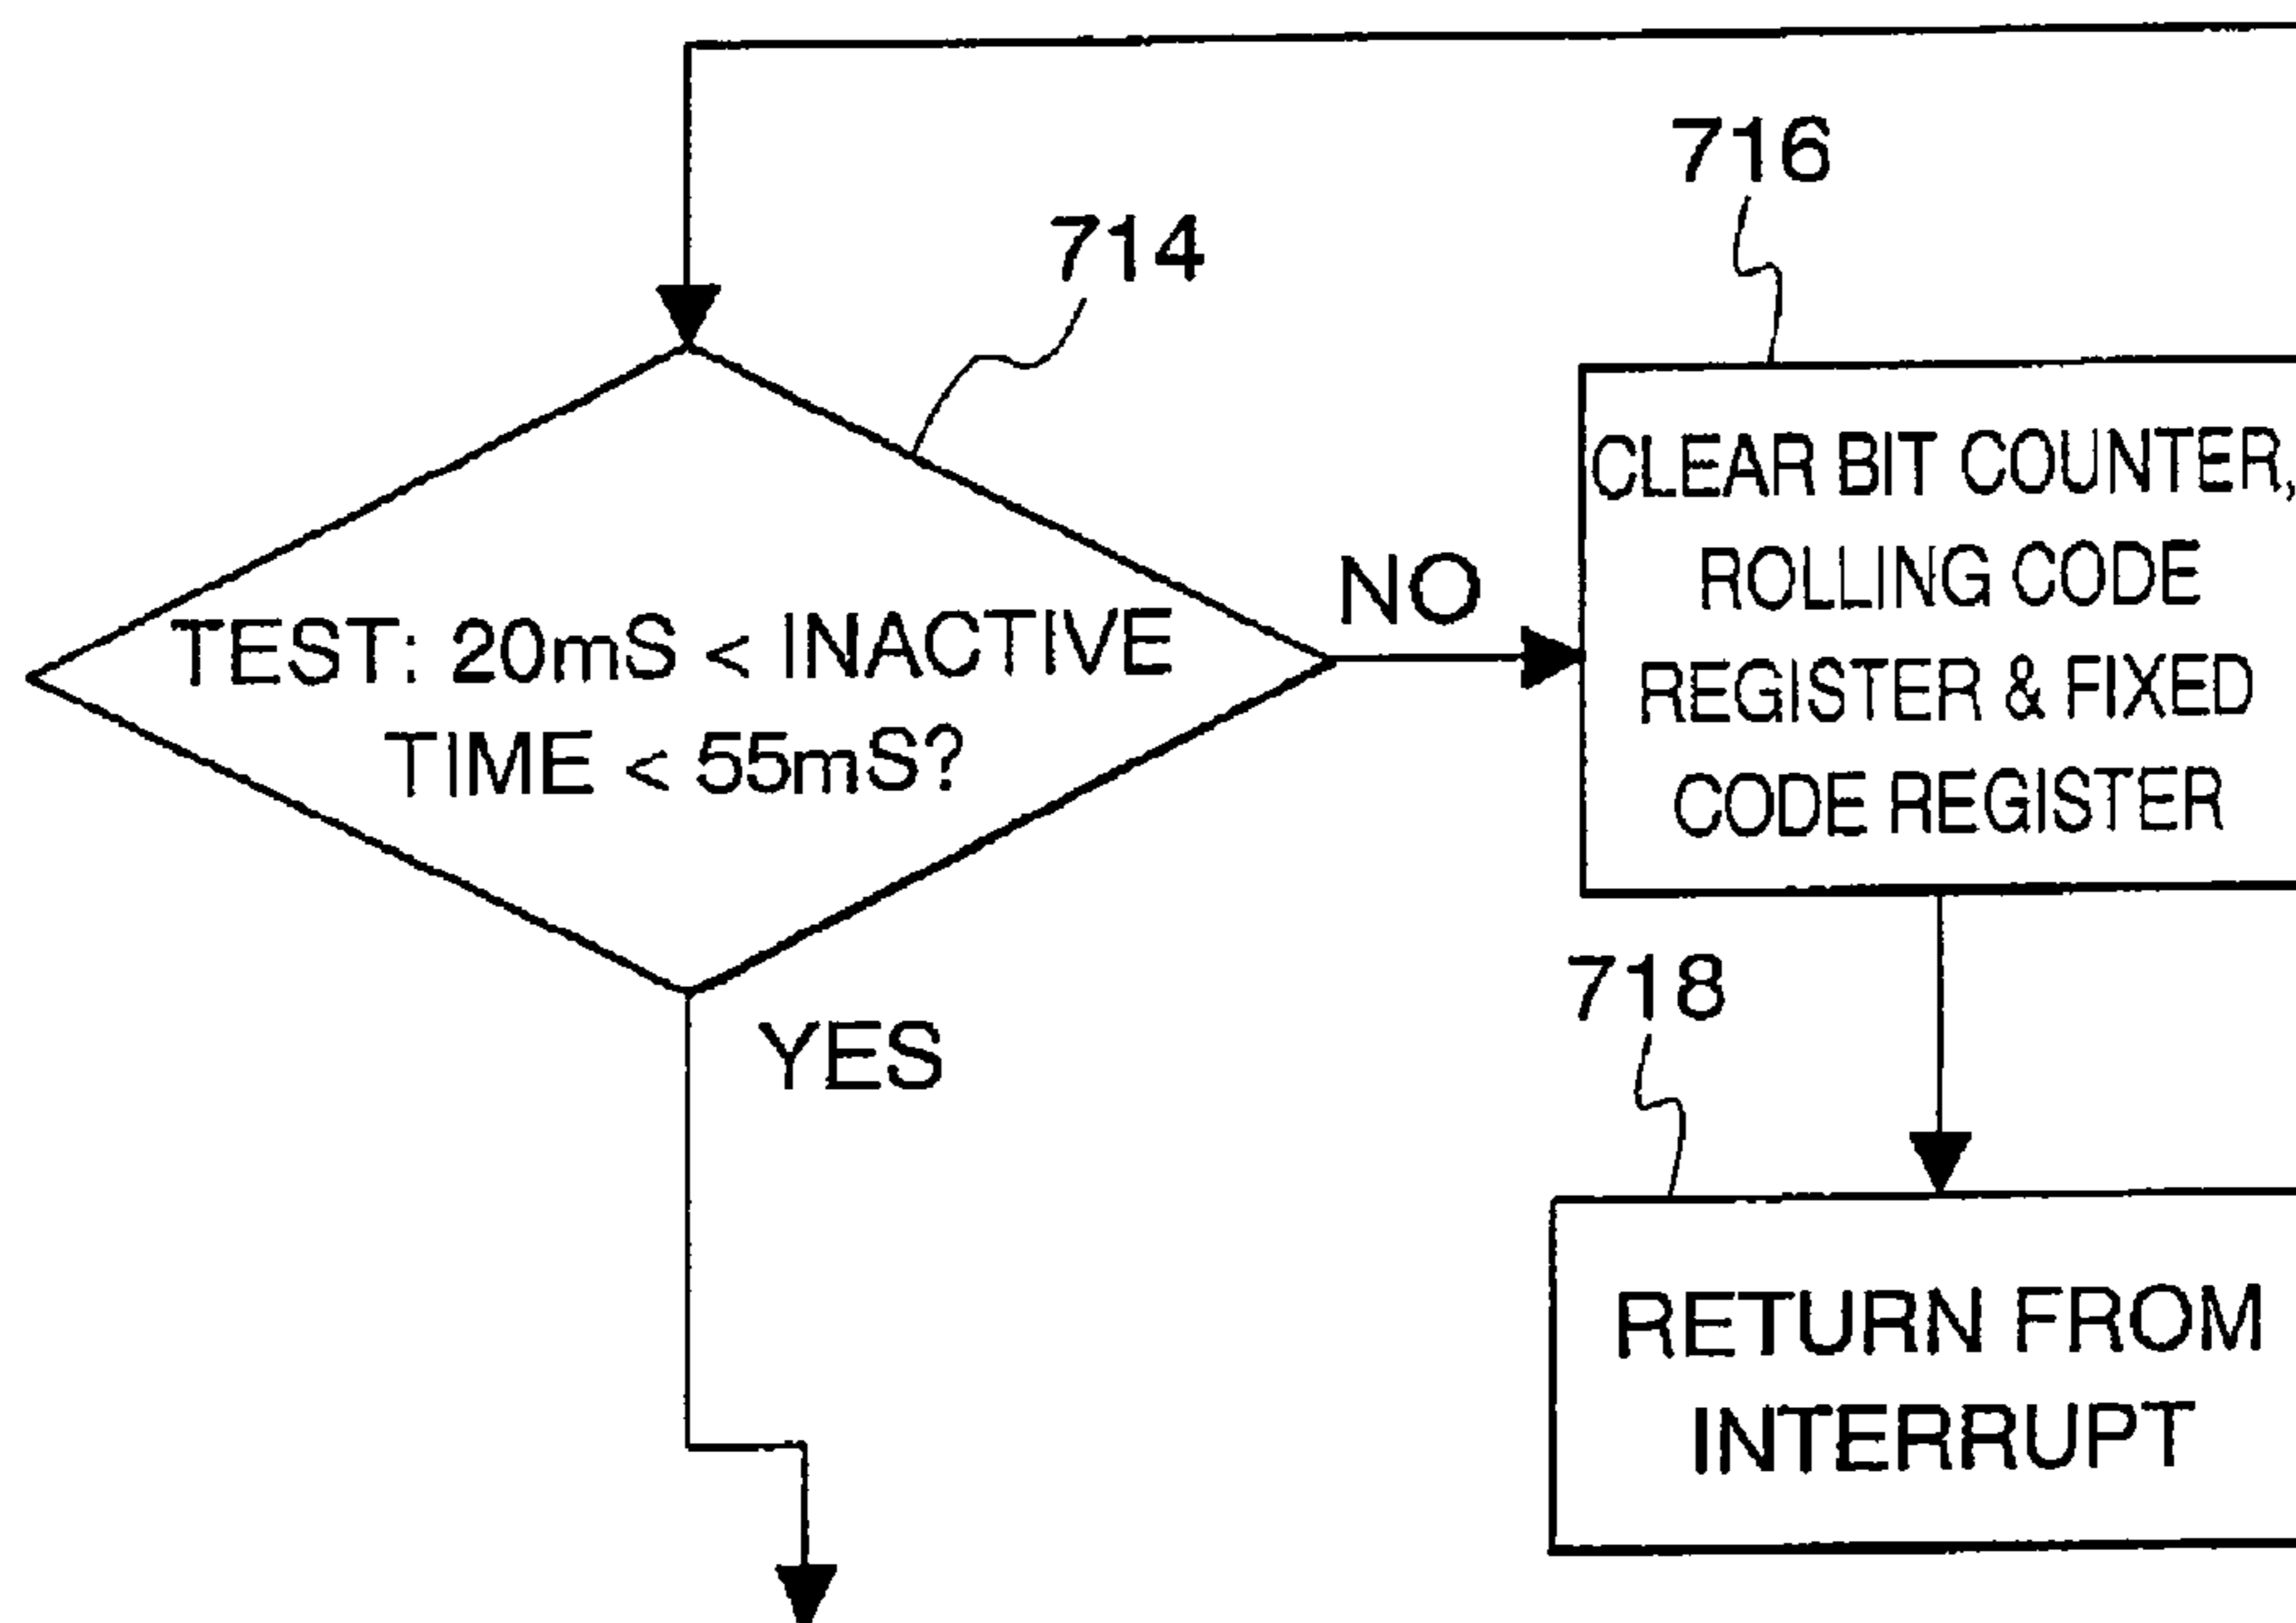 716
714
CLEAR BIT COUNTER,
ROLLING CODE
REGISTER & FIXED
CODE REGISTER
NO
TEST: 20mS < INACTIVE
TIME < 55mS?
YES
718
RETURN FROM
INTERRUPT